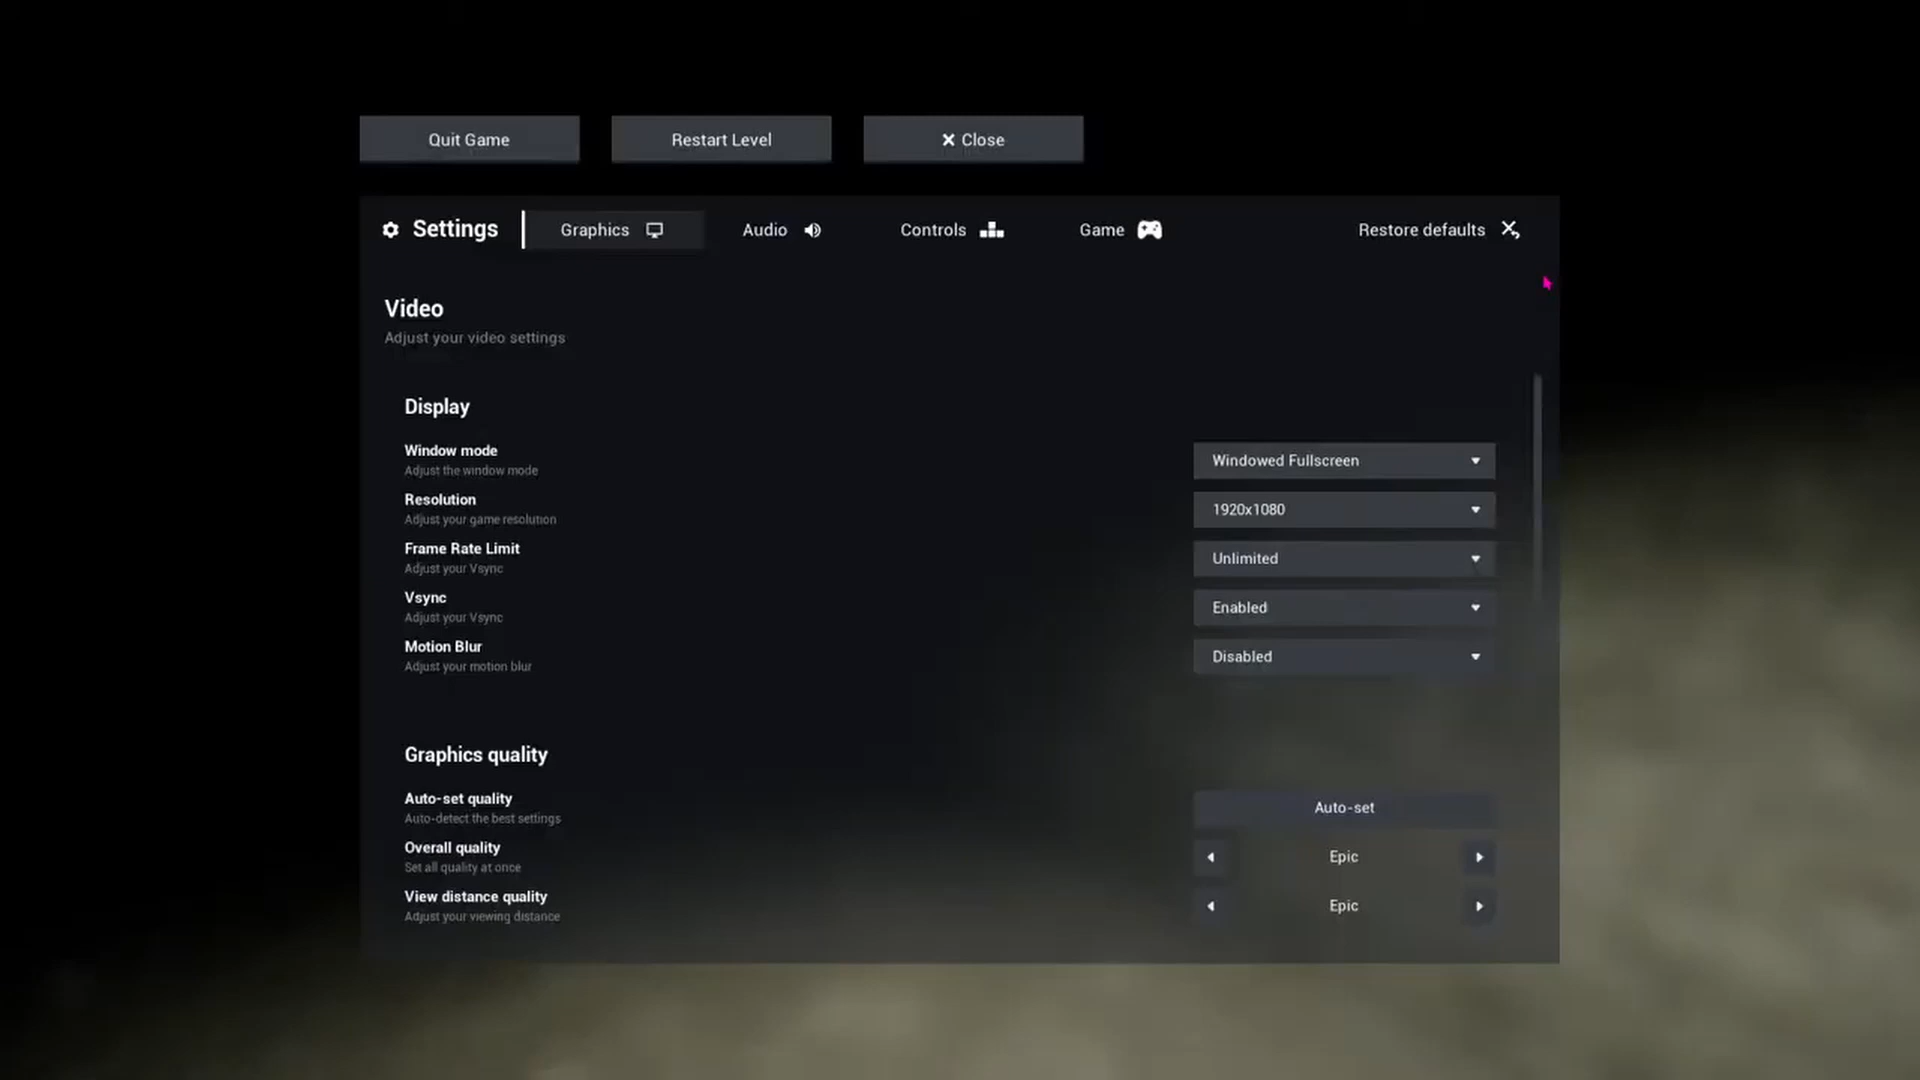 Quit Game
Restart Level
Close
Settings
Graphics
Audio
Controls
Game
Restore defaults
Video
Adjust your video settings
Display
Window mode
Adjust the window mode
Windowed Fullscreen
Resolution
Adjust your game resolution
1920x1080
Frame Rate Limit
Adjust your Vsync
Unlimited
Vsync
Adjust your Vsync
Enabled
Motion Blur
Adjust your motion blur
Disabled
Graphics quality
Auto-set quality
Auto-detect the best settings
Auto-set
Overall quality
Set all quality at once
Epic
View distance quality
Adjust your viewing distance
Epic